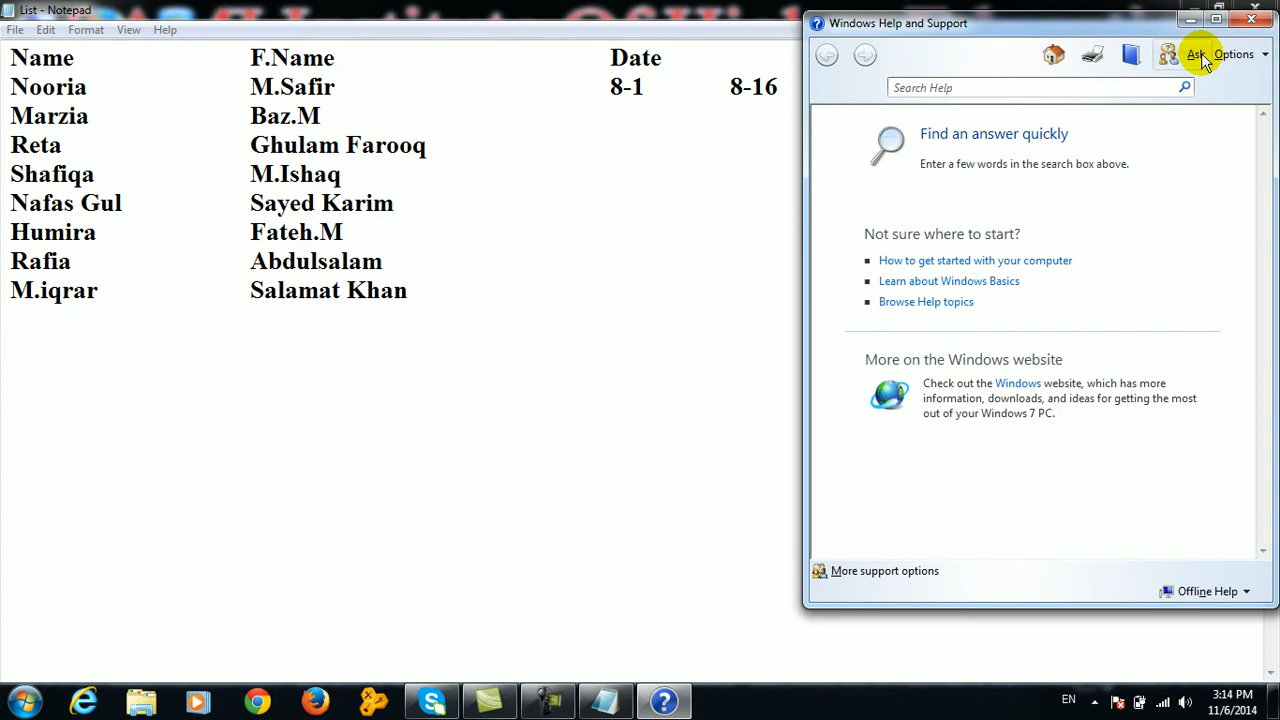 List - Notepad
File Edit Format View Help
Name F.Name Date
Nooria M.Safir 8-1 8-16
Marzia Baz.M
Reta Ghulam Farooq
Shafiqa M.Ishaq
Nafas Gul Sayed Karim
Humira Fateh.M
Rafia Abdulsalam
M.iqrar Salamat Khan
Windows Help and Support
Ask Options
Search Help
Find an answer quickly
Enter a few words in the search box above.
Not sure where to start?
How to get started with your computer
Learn about Windows Basics
Browse Help topics
More on the Windows website
Check out the Windows website, which has more
information, downloads, and ideas for getting the most
out of your Windows 7 PC.
More support options
Offline Help
EN
3:14 PM
11/6/2014